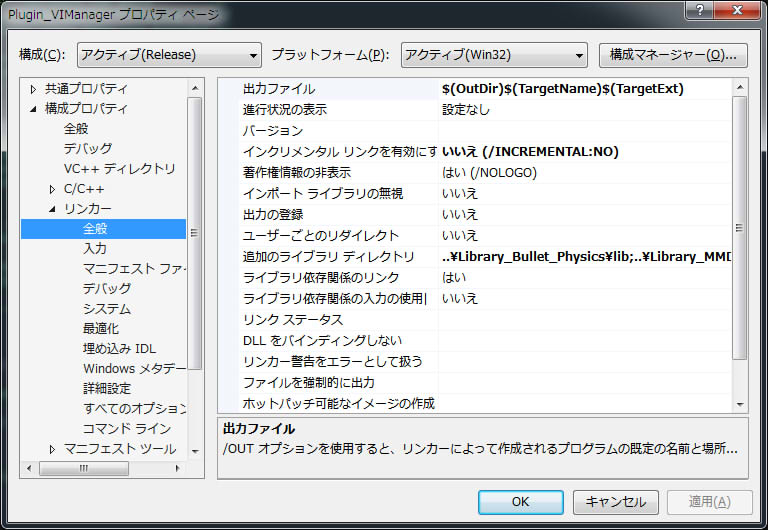 Plugin_VIManager プロパティ ページ
構成(C): アクティブ(Release) プラットフォーム(P): アクティブ(Win32) 構成マネージャー(O)...
共通プロパティ
構成プロパティ
全般
デバッグ
VC++ ディレクトリ
C/C++
リンカー
全般
入力
マニフェスト ファ
デバッグ
システム
最適化
埋め込み IDL
Windows メタデー
詳細設定
すべてのオプション
コマンド ライン
マニフェスト ツール
出力ファイル $(OutDir)$(TargetName)$(TargetExt)
進行状況の表示 設定なし
バージョン
インクリメンタル リンクを有効にす いいえ (/INCREMENTAL:NO)
著作権情報の非表示 はい (/NOLOGO)
インポート ライブラリの無視 いいえ
出力の登録 いいえ
ユーザーごとのリダイレクト いいえ
追加のライブラリ ディレクトリ ..¥Library_Bullet_Physics¥lib;..¥Library_MMD
ライブラリ依存関係のリンク はい
ライブラリ依存関係の入力の使用 いいえ
リンク ステータス
DLL をバインディングしない
リンカー警告をエラーとして扱う
ファイルを強制的に出力
ホットパッチ可能なイメージの作成
出力ファイル
/OUT オプションを使用すると、リンカーによって作成されるプログラムの既定の名前と場所...
OK キャンセル 適用(A)